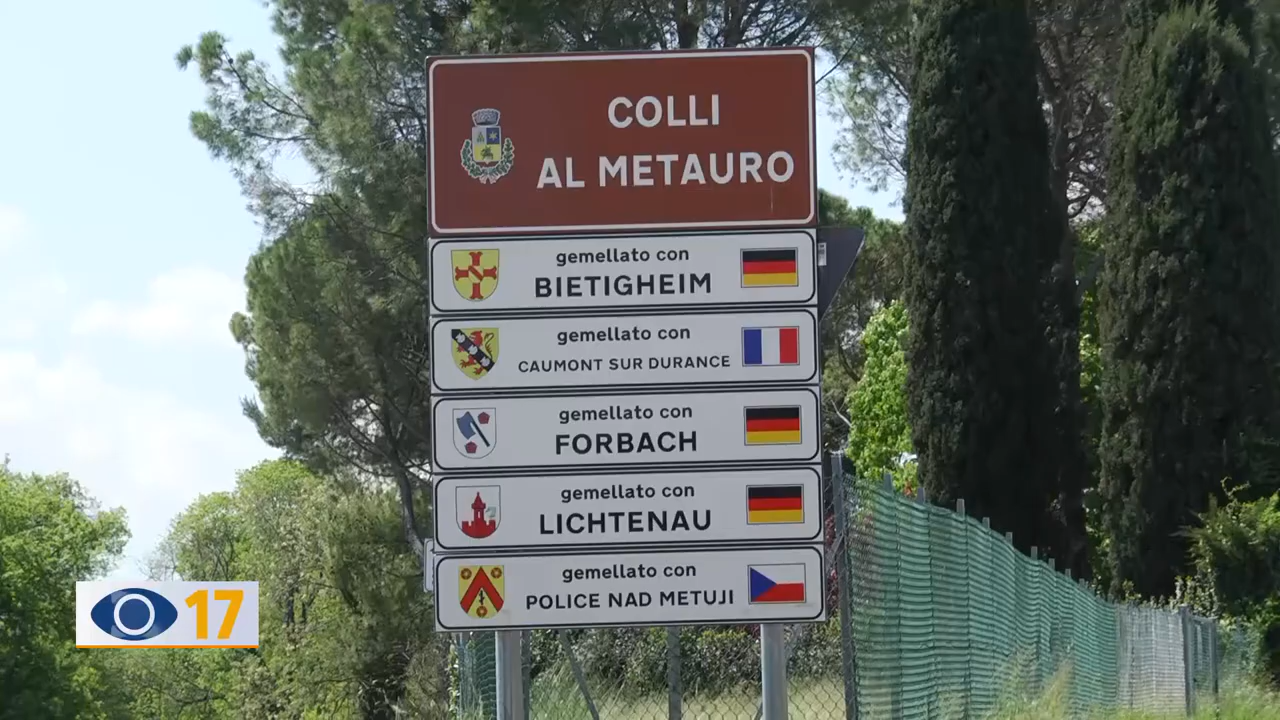 COLLI
AL METAURO
gemellato con
BIETIGHEIM
gemellato con
CAUMONT SUR DURANCE
gemellato con
FORBACH
gemellato con
LICHTENAU
gemellato con
POLICE NAD METUJI
17